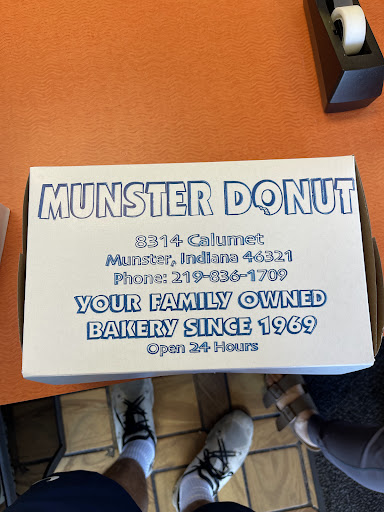 MUNSTER DONUT
8314 Calumet
Munster, Indiana 46321
Phone: 219-836-1709
YOUR FAMILY OWNED
BAKERY SINCE 1969
Open 24 Hours